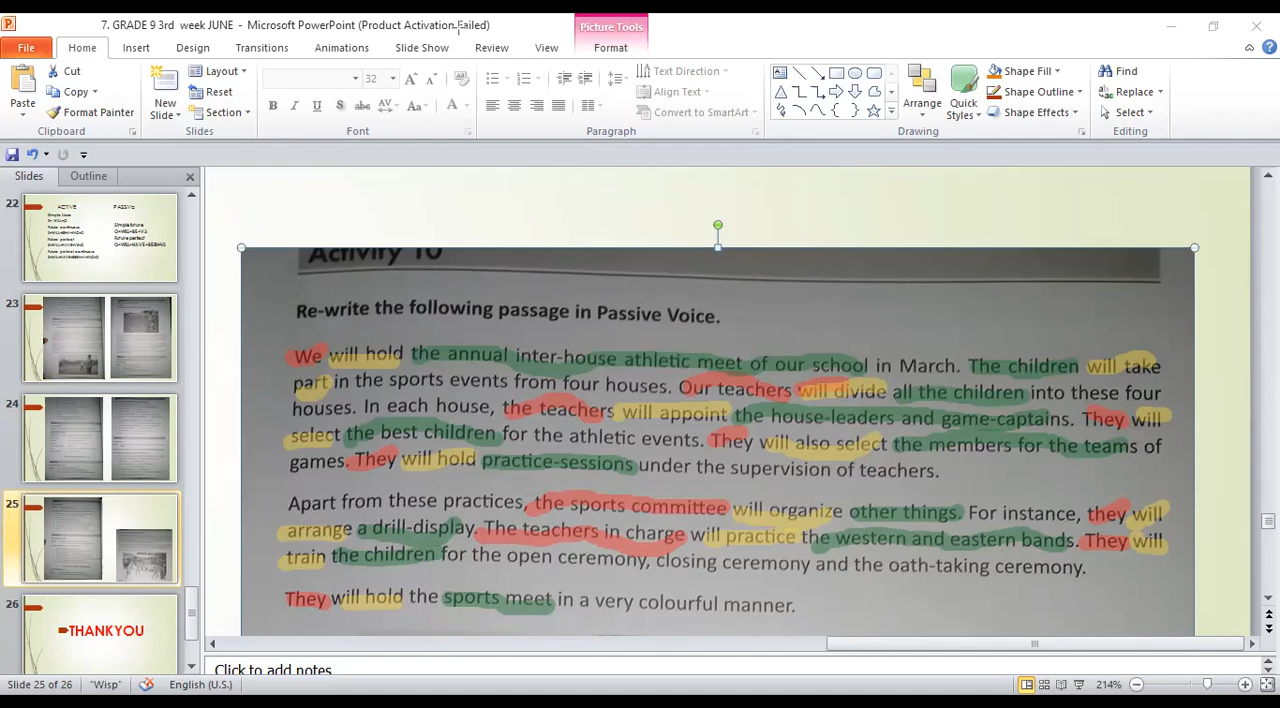 7. GRADE 9 3rd week JUNE - Microsoft PowerPoint (Product Activation Failed)
Picture Tools
File Home Insert Design Transitions Animations Slide Show Review View Format
Cut
Copy
Format Painter
Paste
Clipboard
New Slide
Layout
Reset
Section
Slides
32
B I U S abc AV Aa A
Font
Text Direction
Align Text
Convert to SmartArt
Paragraph
Arrange
Quick Styles
Shape Fill
Shape Outline
Shape Effects
Drawing
Find
Replace
Select
Editing
Slides Outline
22
ACTIVE
23
24
25
26
THANKYOU
Activity 10
Re-write the following passage in Passive Voice.
We will hold the annual inter-house athletic meet of our school in March. The children will take
part in the sports events from four houses. Our teachers will divide all the children into these four
houses. In each house, the teachers will appoint the house-leaders and game-captains. They will
select the best children for the athletic events. They will also select the members for the teams of
games. They will hold practice-sessions under the supervision of teachers.
Apart from these practices, the sports committee will organize other things. For instance, they will
arrange a drill-display. The teachers in charge will practice the western and eastern bands. They will
train the children for the open ceremony, closing ceremony and the oath-taking ceremony.
They will hold the sports meet in a very colourful manner.
Click to add notes
Slide 25 of 26 "Wisp" English (U.S.) 214%